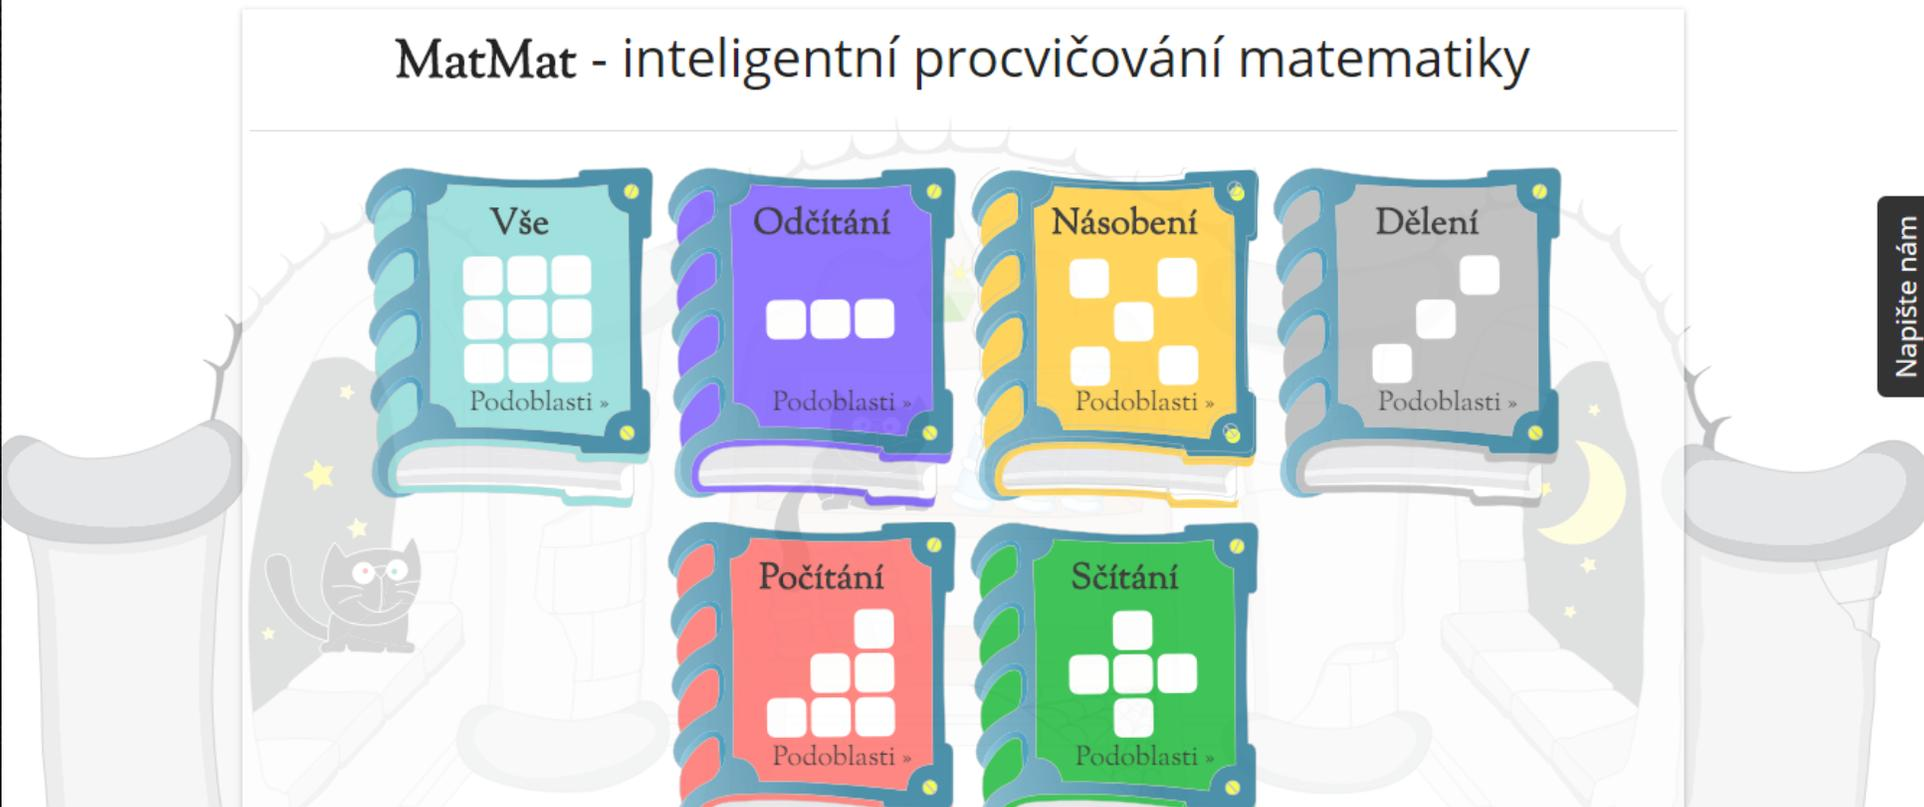 MatMat - inteligentní procvičování matematiky
Vše
Podoblasti »
Odčítání
Podoblasti »
Násobení
Podoblasti »
Dělení
Podoblasti »
Napište nám
Počítání
Podoblasti »
Sčítání
Podoblasti »